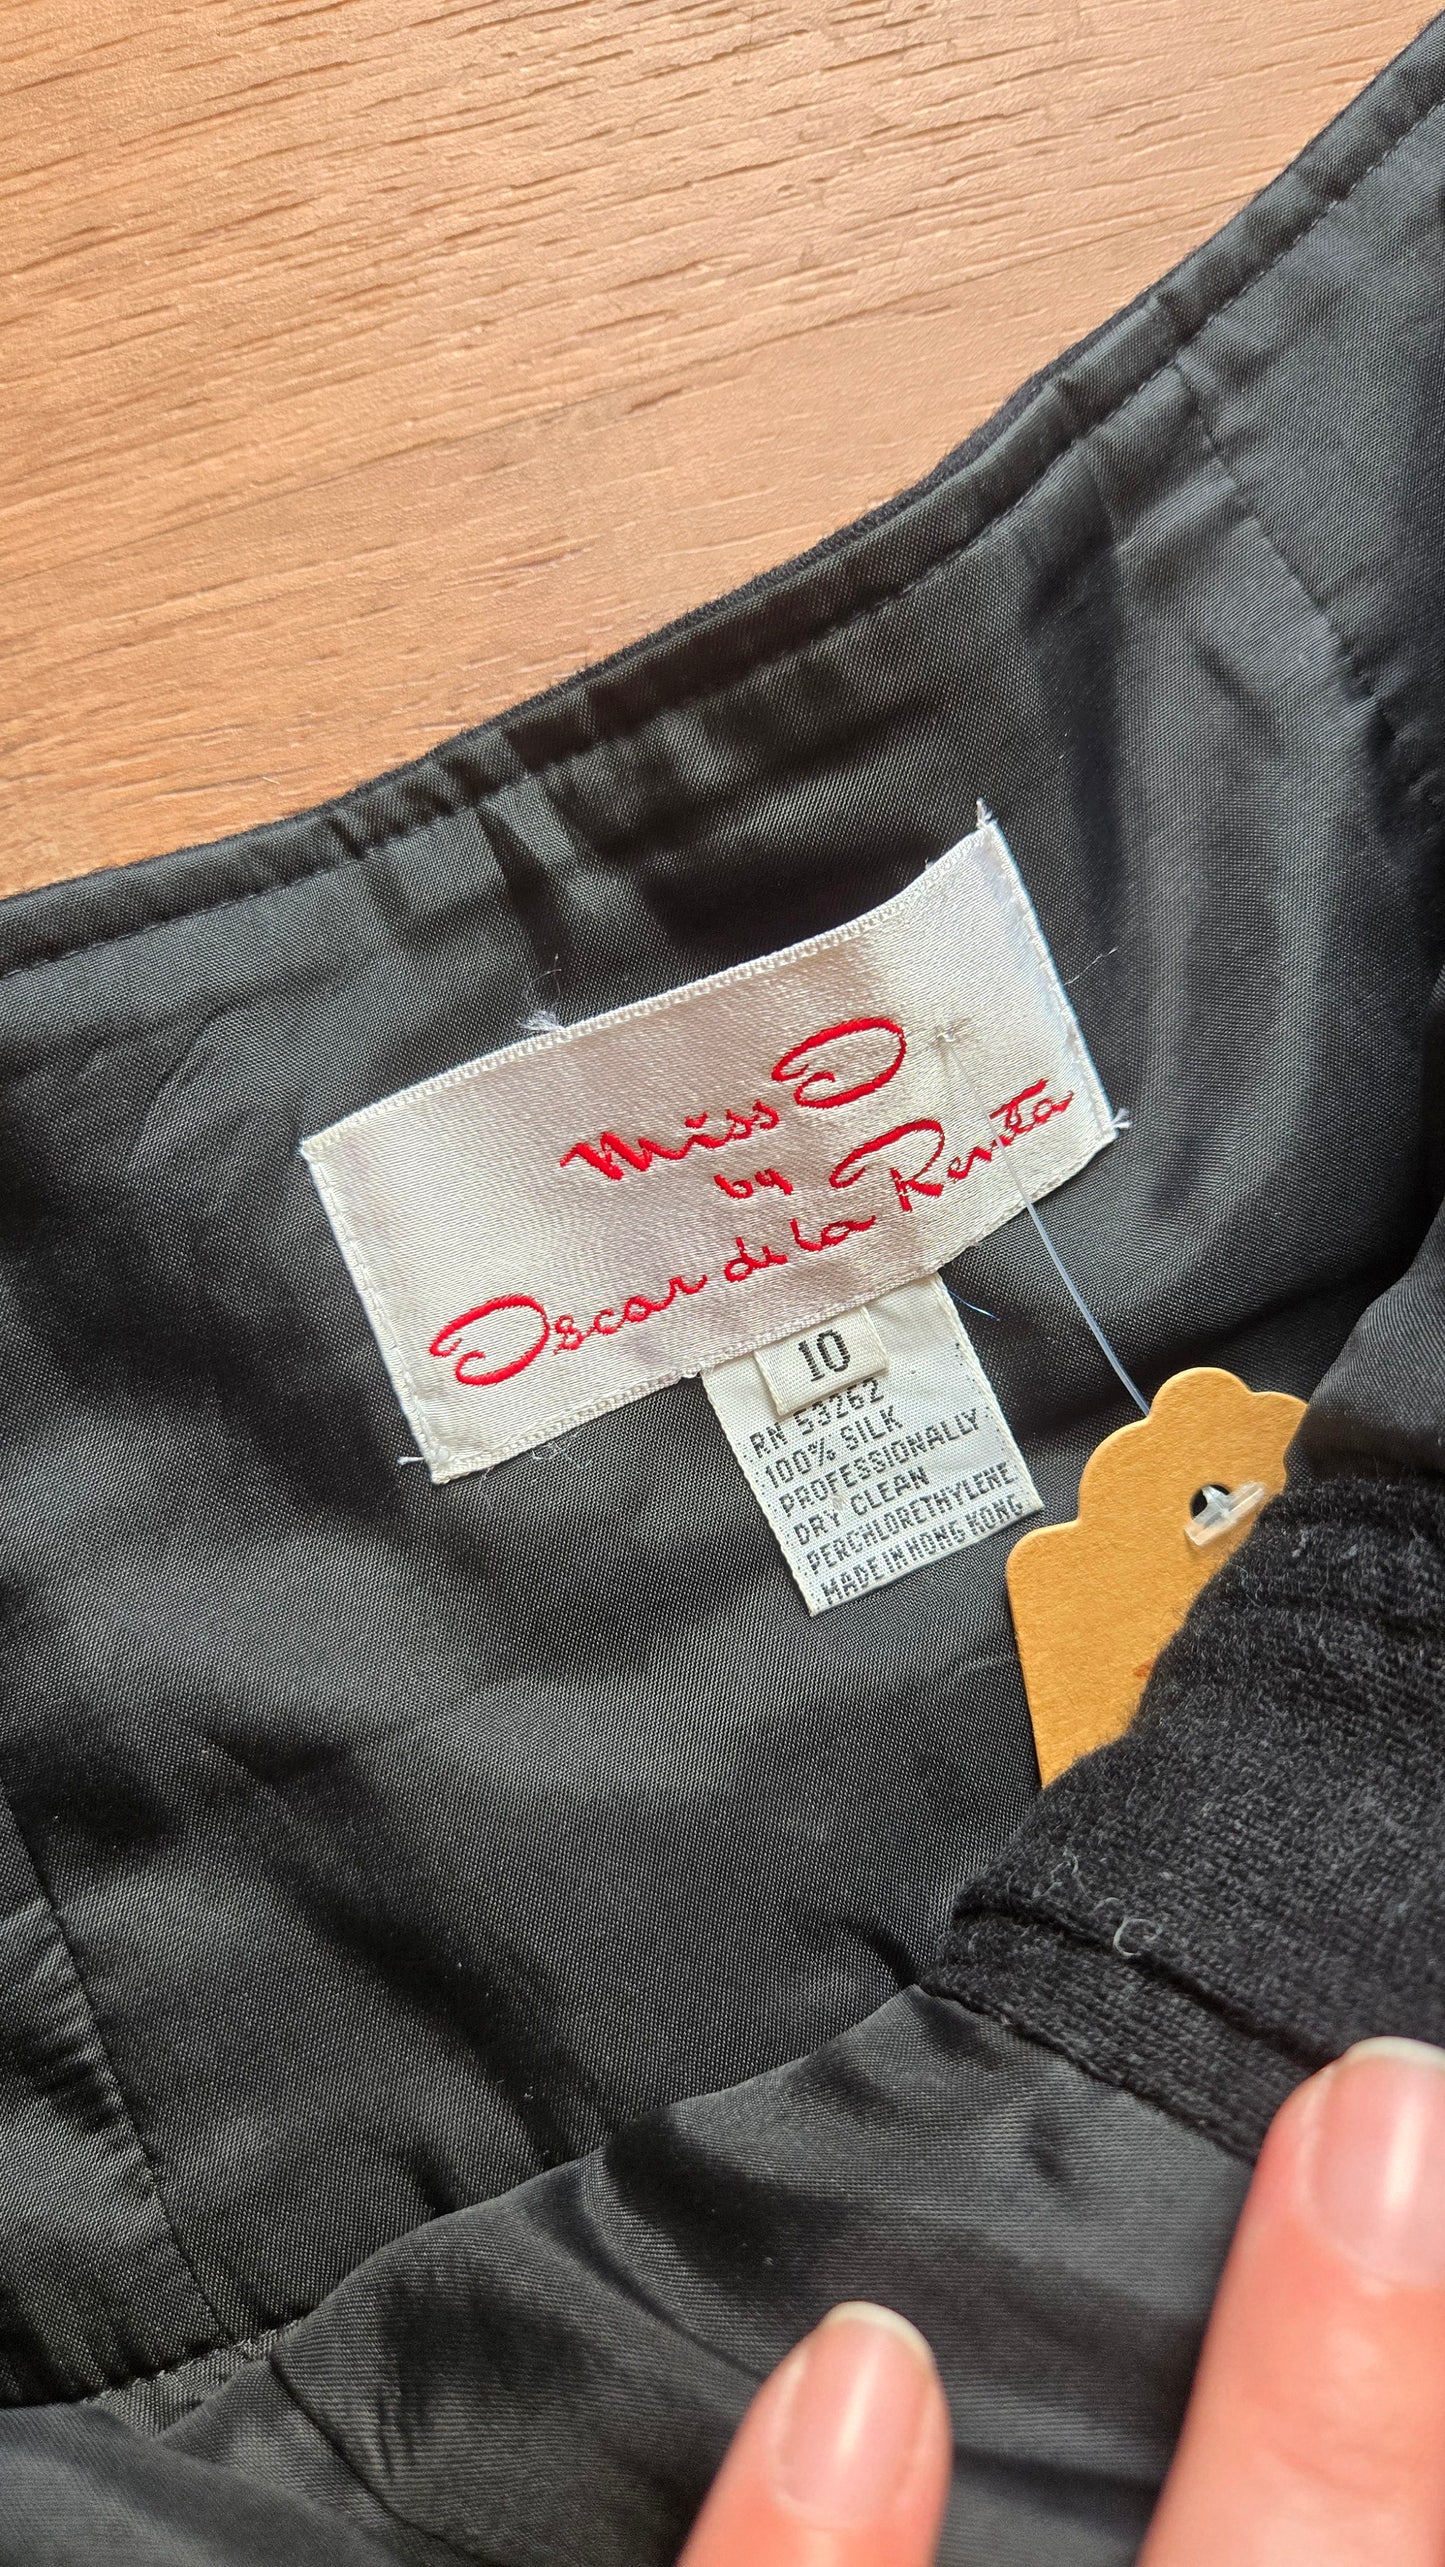 Miss O
by
Oscar de la Renta
10
RN 53262
100% SILK
PROFESSIONALLY
DRY CLEAN
PERCHLORETHYLENE
MADE IN HONG KONG